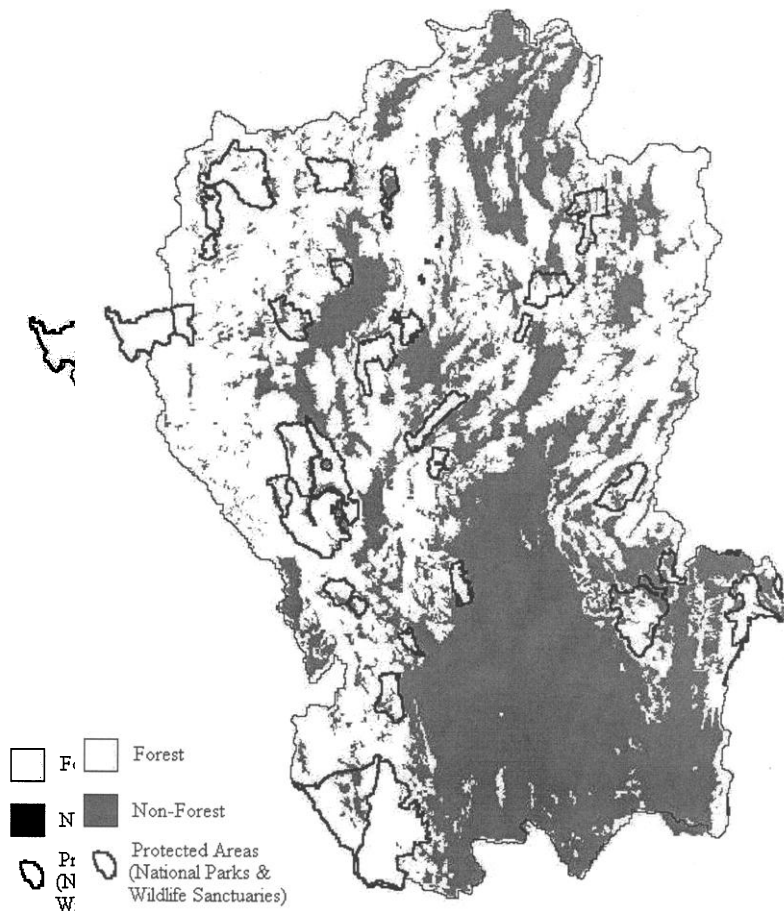 Forest
Non-Forest
Protected Areas
(National Parks &
Wildlife Sanctuaries)